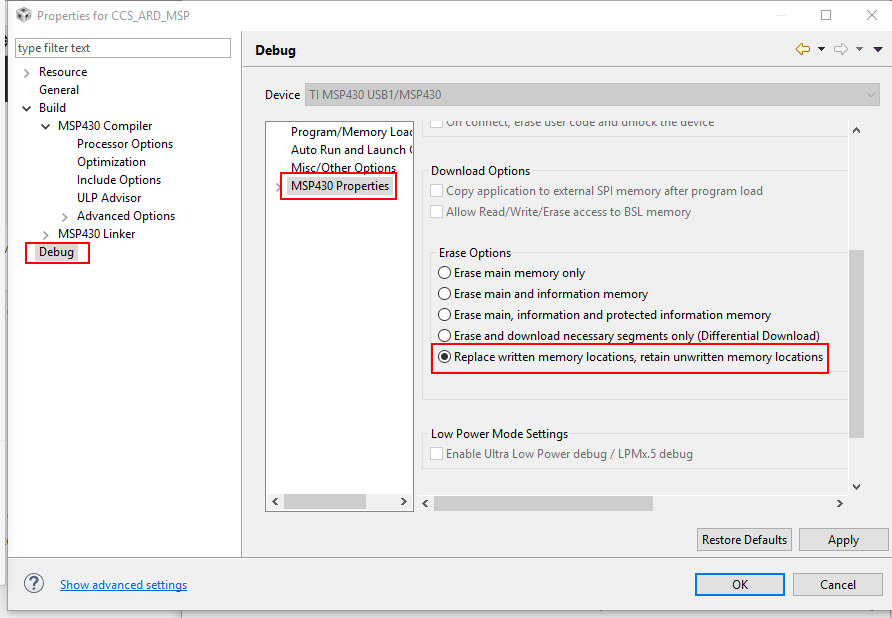 Properties for CCS_ARD_MSP
type filter text
Resource
General
Build
MSP430 Compiler
Processor Options
Optimization
Include Options
ULP Advisor
Advanced Options
MSP430 Linker
Debug
Debug
Device TI MSP430 USB1/MSP430
Program/Memory Loa
Auto Run and Launch O
Misc/Other Options
MSP430 Properties
On connect, erase user code and unlock the device
Download Options
Copy application to external SPI memory after program load
Allow Read/Write/Erase access to BSL memory
Erase Options
Erase main memory only
Erase main and information memory
Erase main, information and protected information memory
Erase and download necessary segments only (Differential Download)
Replace written memory locations, retain unwritten memory locations
Low Power Mode Settings
Enable Ultra Low Power debug / LPMx.5 debug
Restore Defaults Apply
? Show advanced settings OK Cancel